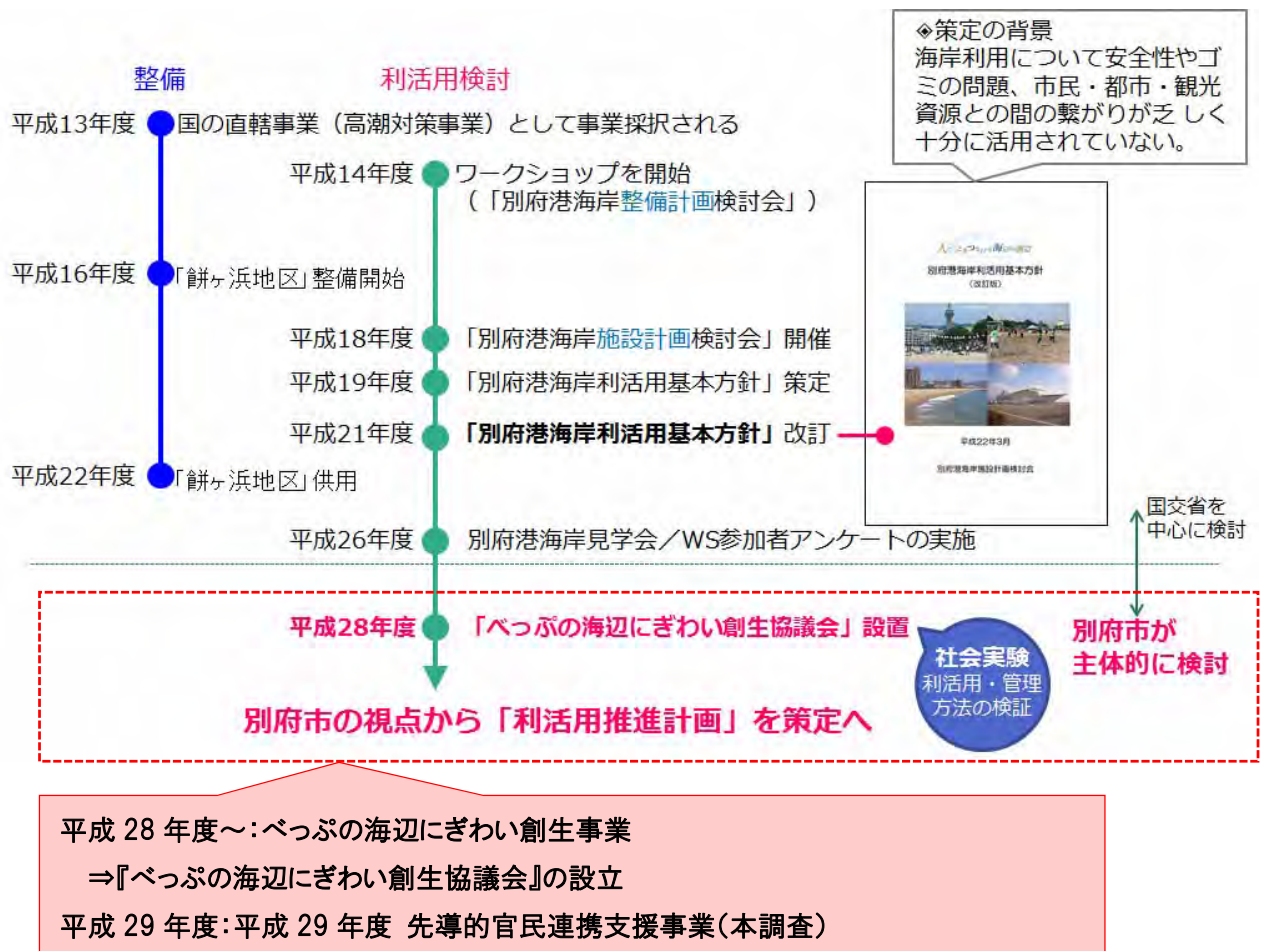 ◈策定の背景
海岸利用について安全性やゴ
ミの問題、市民・都市・観光
資源との間の繋がりが乏 しく
十分に活用されていない。
整備
利活用検討
平成13年度 国の直轄事業（高潮対策事業）として事業採択される
平成14年度 ワークショップを開始
（「別府港海岸整備計画検討会」）
平成16年度 「餅ヶ浜地区」整備開始
平成18年度 「別府港海岸施設計画検討会」開催
平成19年度 「別府港海岸利活用基本方針」策定
平成21年度 「別府港海岸利活用基本方針」改訂
平成22年度 「餅ヶ浜地区」供用
平成26年度 別府港海岸見学会／WS参加者アンケートの実施
別府港海岸利活用基本方針
（改訂版）
平成22年3月
別府港海岸施設計画検討会
国交省を
中心に検討
平成28年度 「べっぷの海辺にぎわい創生協議会」設置
社会実験
利活用・管理
方法の検証
別府市が
主体的に検討
別府市の視点から「利活用推進計画」を策定へ
平成 28 年度～：べっぷの海辺にぎわい創生事業
⇒『べっぷの海辺にぎわい創生協議会』の設立
平成 29 年度：平成 29 年度 先導的官民連携支援事業（本調査）